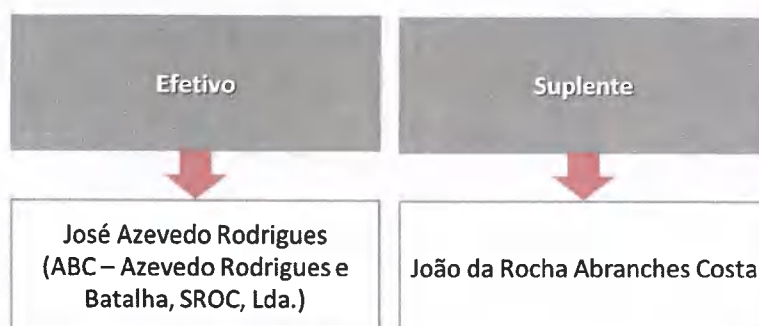 Efetivo
Suplente
José Azevedo Rodrigues
(ABC – Azevedo Rodrigues e
Batalha, SROC, Lda.)
João da Rocha Abranches Costa